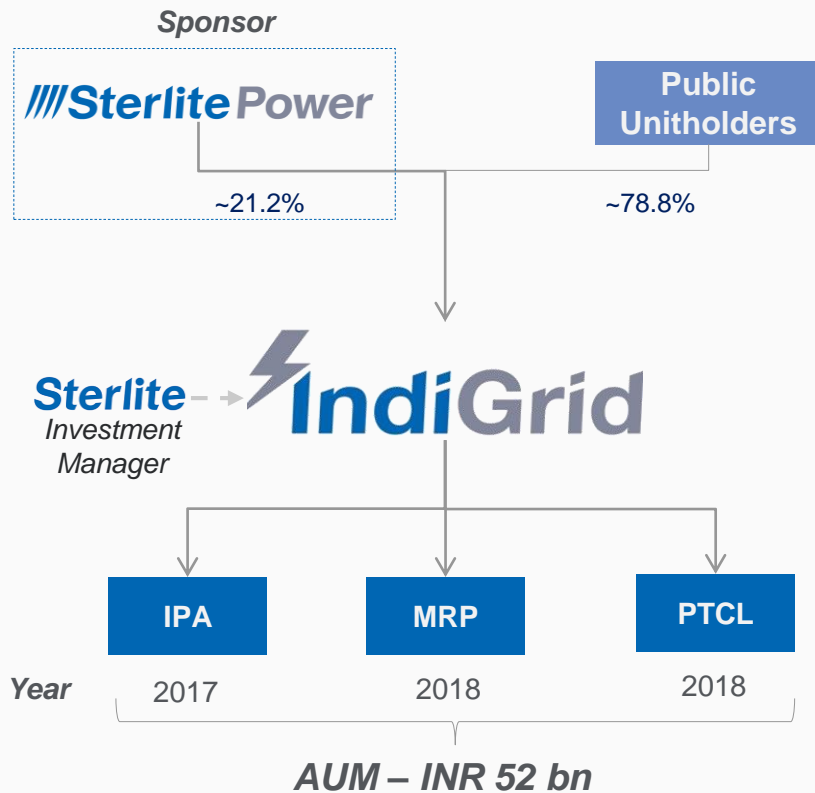 Sponsor
Sterlite Power
Public
Unitholders
~21.2%
~78.8%
Sterlite
Investment
Manager
IndiGrid
IPA
MRP
PTCL
Year
2017
2018
2018
AUM – INR 52 bn